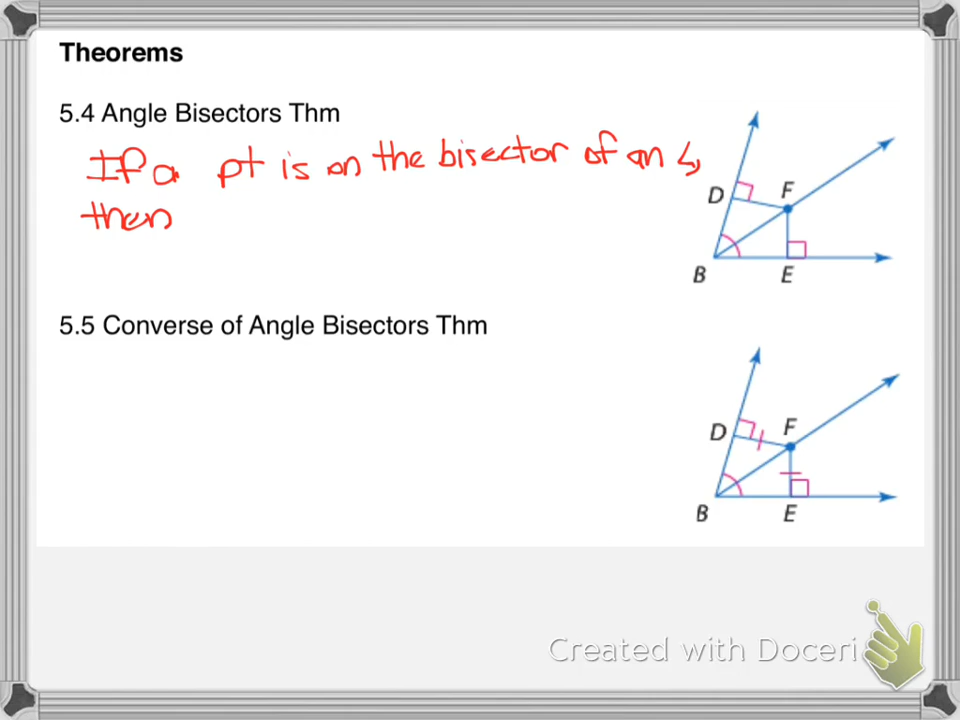 Theorems
5.4 Angle Bisectors Thm
If a pt is on the bisector of an ∠,
then
D F
B E
5.5 Converse of Angle Bisectors Thm
D F
B E
Created with Doceri